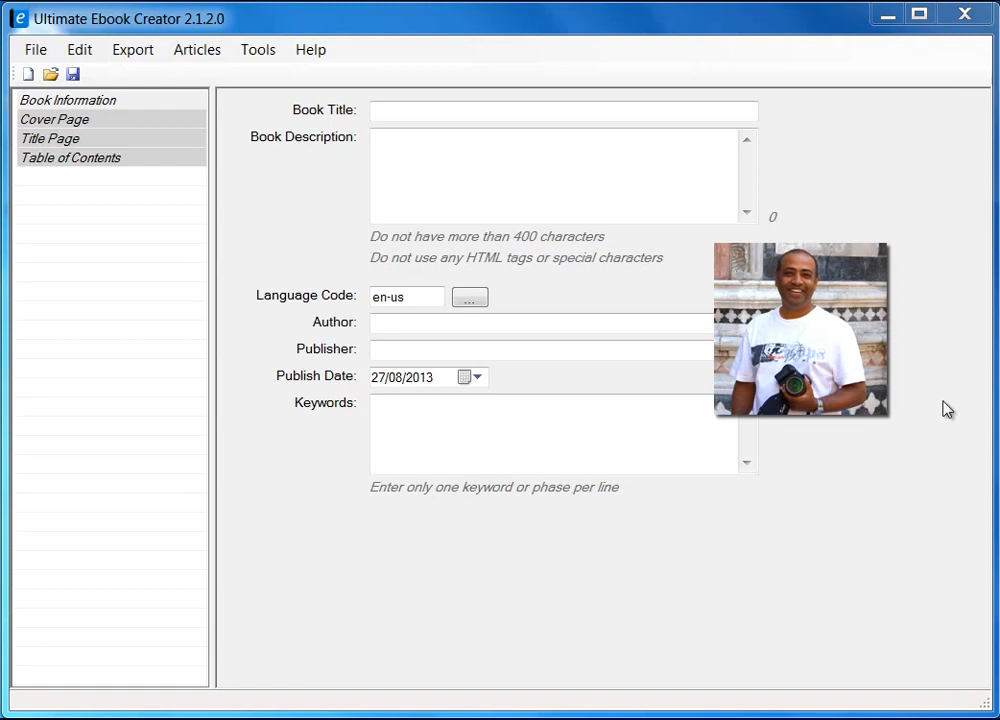 Ultimate Ebook Creator 2.1.2.0
File Edit Export Articles Tools Help
Book Information
Cover Page
Title Page
Table of Contents
Book Title:
Book Description:
0
Do not have more than 400 characters
Do not use any HTML tags or special characters
Language Code: en-us ...
Author:
Publisher:
Publish Date: 27/08/2013
Keywords:
Enter only one keyword or phase per line